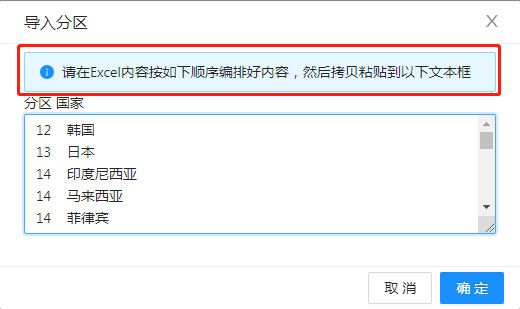 导入分区
请在Excel内容按如下顺序编排好内容，然后拷贝粘贴到以下文本框
分区 国家
12 韩国
13 日本
14 印度尼西亚
14 马来西亚
14 菲律宾
取 消 确 定